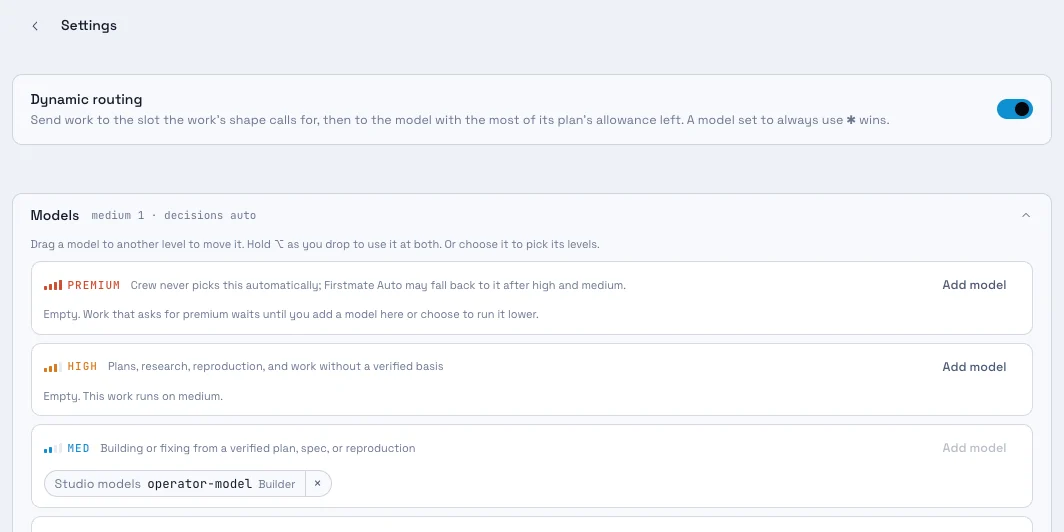 Settings
Dynamic routing
Send work to the slot the work's shape calls for, then to the model with the most of its plan's allowance left. A model set to always use ✱ wins.
Models medium 1 · decisions auto
Drag a model to another level to move it. Hold ⌥ as you drop to use it at both. Or choose it to pick its levels.
PREMIUM Crew never picks this automatically; Firstmate Auto may fall back to it after high and medium. Add model
Empty. Work that asks for premium waits until you add a model here or choose to run it lower.
HIGH Plans, research, reproduction, and work without a verified basis Add model
Empty. This work runs on medium.
MED Building or fixing from a verified plan, spec, or reproduction Add model
Studio models operator-model Builder ×